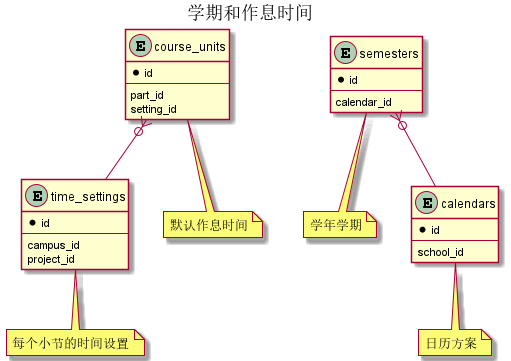 学期和作息时间
E course_units
id
part_id
setting_id
E semesters
id
calendar_id
E time_settings
id
campus_id
project_id
默认作息时间
学年学期
E calendars
id
school_id
每个小节的时间设置
日历方案